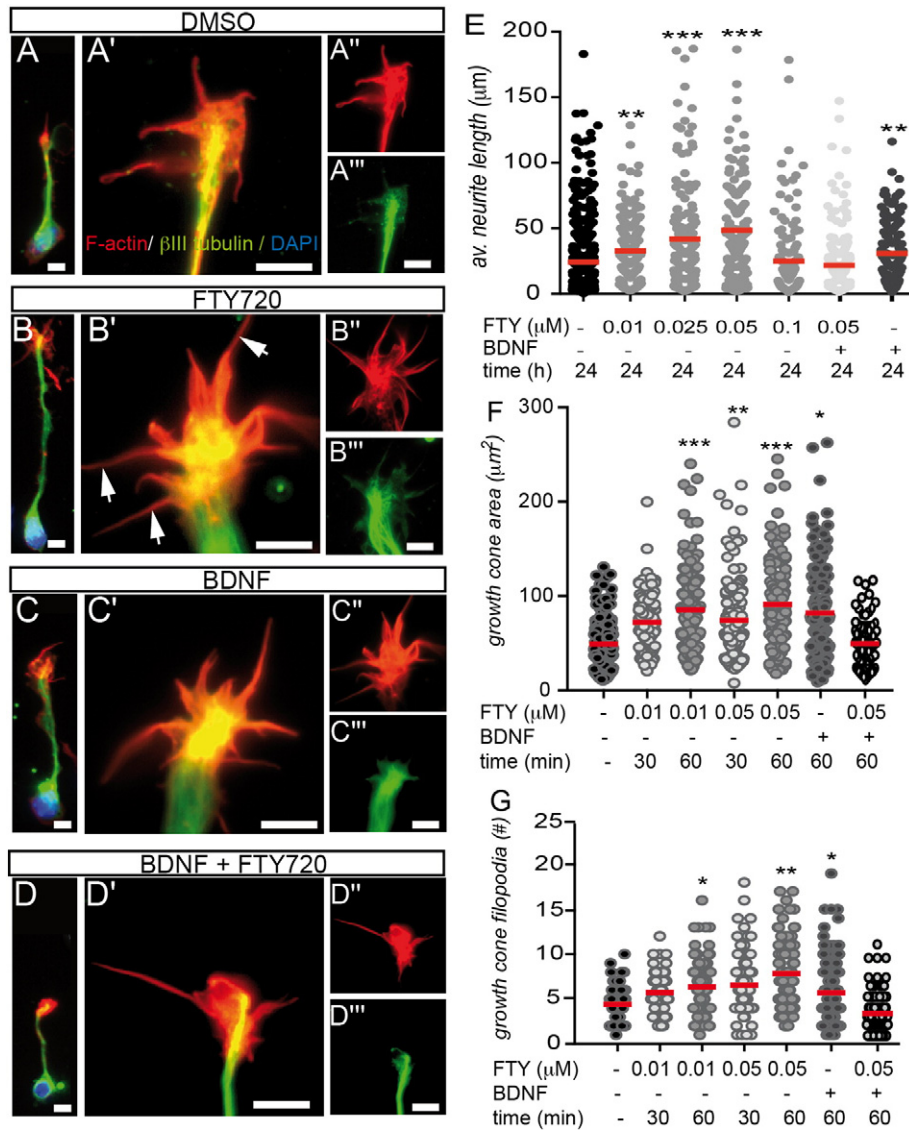 DMSO
A
A'
A''
A'''
F-actin/ βIII tubulin / DAPI
FTY720
B
B'
B''
B'''
BDNF
C
C'
C''
C'''
BDNF + FTY720
D
D'
D''
D'''
E
av. neurite length (μm)
200
150
100
50
0
** *** *** **
FTY (μM) - 0.01 0.025 0.05 0.1 0.05 -
BDNF - - - - - + +
time (h) 24 24 24 24 24 24 24
F
growth cone area (μm²)
300
200
100
0
*** ** *** *
FTY (μM) - 0.01 0.01 0.05 0.05 - 0.05
BDNF - - - - - + +
time (min) - 30 60 30 60 60 60
G
growth cone filopodia (#)
25
20
15
10
5
0
* ** *
FTY (μM) - 0.01 0.01 0.05 0.05 - 0.05
BDNF - - - - - + +
time (min) - 30 60 30 60 60 60